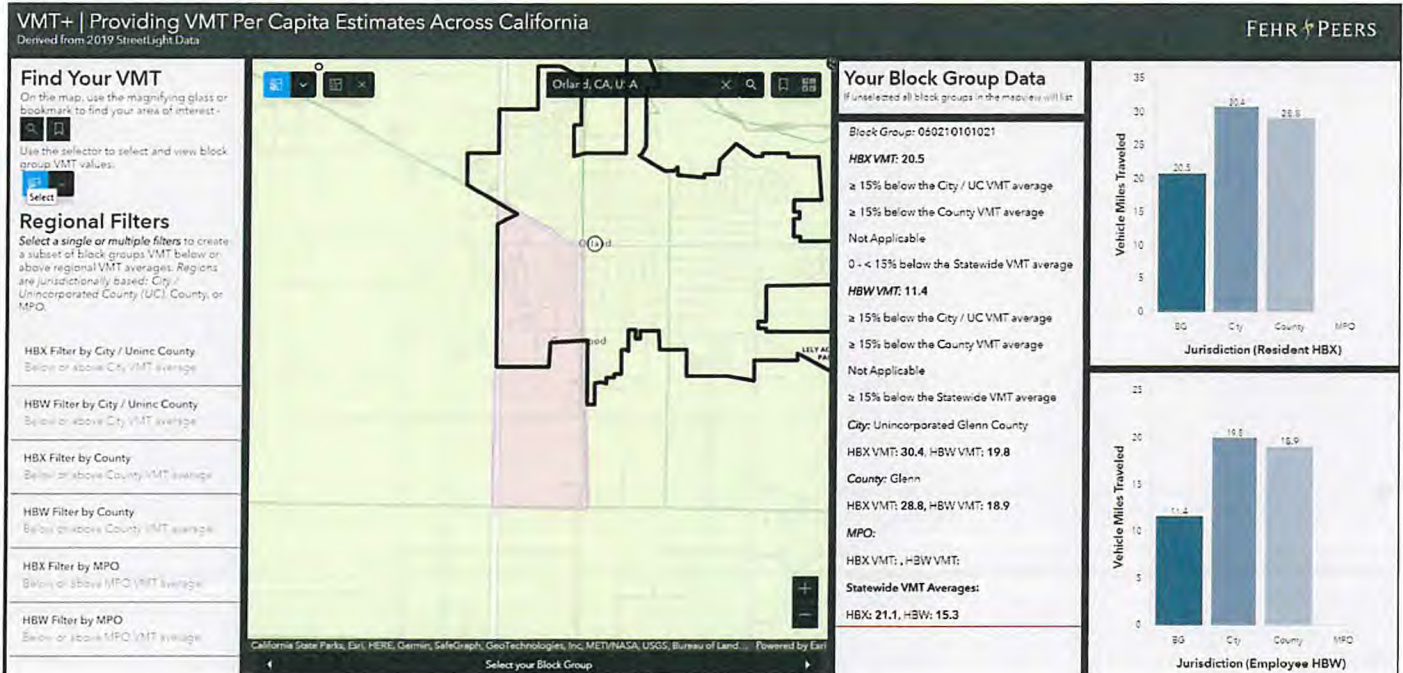 VMT+ | Providing VMT Per Capita Estimates Across California
Derived from 2019 StreetLight Data
FEHR PEERS
Find Your VMT
On the map, use the magnifying glass or
bookmark to find your area of interest -
Use the selector to select and view block
group VMT values.
Select
Regional Filters
Select a single or multiple filters to create
a subset of block groups VMT below or
above regional VMT averages. Regions
are jurisdictionally based: City /
Unincorporated County (UC), County, or
MPO.
HBX Filter by City / Uninc County
Below or above City VMT average
HBW Filter by City / Uninc County
Below or above City VMT average
HBX Filter by County
Below or above County VMT average
HBW Filter by County
Below or above County VMT average
HBX Filter by MPO
Below or above MPO VMT average
HBW Filter by MPO
Below or above MPO VMT average
Orland, CA, USA
Orland
LELY
California State Parks, Esri, HERE, Garmin, SafeGraph, GeoTechnologies, Inc, METI/NASA, USGS, Bureau of Land... Powered by Esri
Select your Block Group
Your Block Group Data
If unselected all block groups in the mapview will list
Block Group: 060210101021
HBX VMT: 20.5
≥ 15% below the City / UC VMT average
≥ 15% below the County VMT average
Not Applicable
0 - < 15% below the Statewide VMT average
HBW VMT: 11.4
≥ 15% below the City / UC VMT average
≥ 15% below the County VMT average
Not Applicable
≥ 15% below the Statewide VMT average
City: Unincorporated Glenn County
HBX VMT: 30.4, HBW VMT: 19.8
County: Glenn
HBX VMT: 28.8, HBW VMT: 18.9
MPO:
HBX VMT: , HBW VMT:
Statewide VMT Averages:
HBX: 21.1, HBW: 15.3
Vehicle Miles Traveled
35
30
25
20
15
10
5
0
20.5
30.4
28.8
BG City County MPO
Jurisdiction (Resident HBX)
Vehicle Miles Traveled
25
20
15
10
5
0
11.4
19.8
18.9
BG City County MPO
Jurisdiction (Employee HBW)